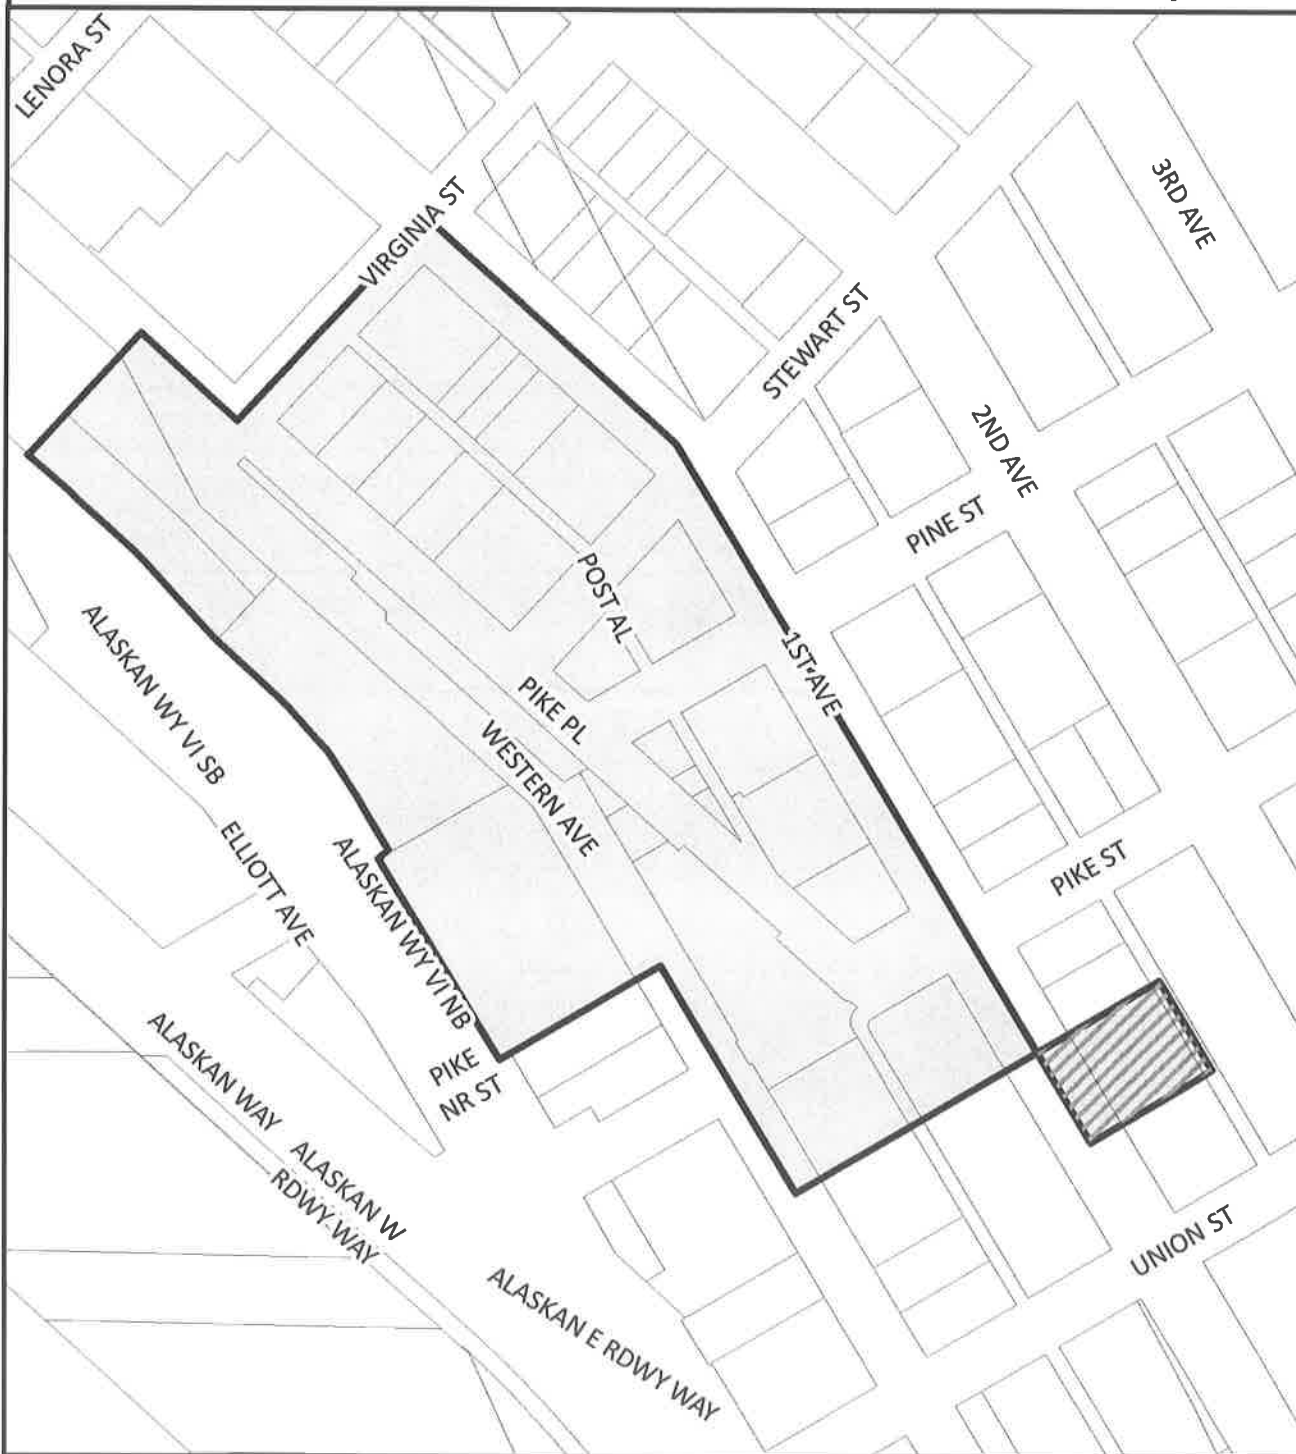 LENORA ST
VIRGINIA ST
3RD AVE
STEWART ST
2ND AVE
PINE ST
POST AL
1ST AVE
PIKE PL
WESTERN AVE
ALASKAN WY VI SB
ELLIOTT AVE
ALASKAN WY VI NB
PIKE ST
PIKE
NR ST
ALASKAN WAY
ALASKAN W
RDWY WAY
UNION ST
ALASKAN E RDWY WAY